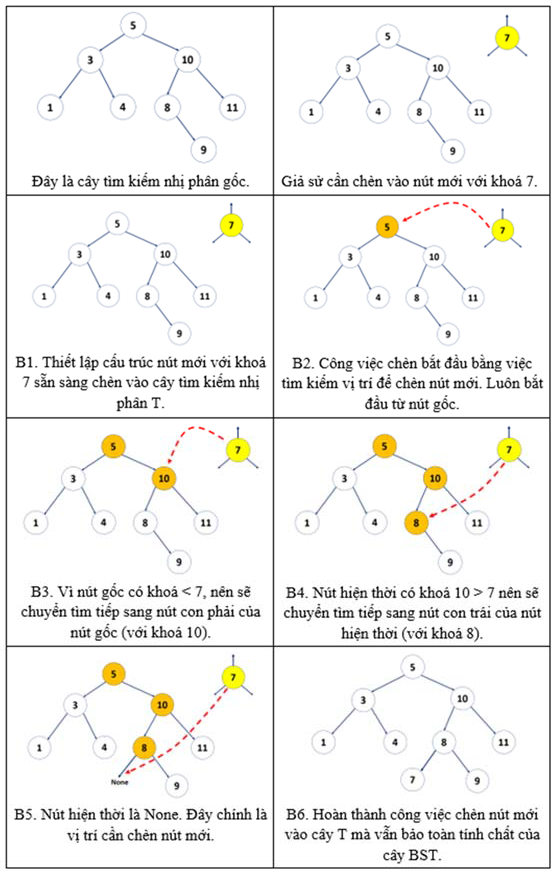 5
3 10
1 4 8 11
9
Đây là cây tìm kiếm nhị phân gốc.
7
5
3 10
1 4 8 11
9
Giả sử cần chèn vào nút mới với khoá 7.
7
5
3 10
1 4 8 11
9
B1. Thiết lập cấu trúc nút mới với khoá
7 sẵn sàng chèn vào cây tìm kiếm nhị
phân T.
5 7
3 10
1 4 8 11
9
B2. Công việc chèn bắt đầu bằng việc
tìm kiếm vị trí để chèn nút mới. Luôn bắt
đầu từ nút gốc.
5 7
3 10
1 4 8 11
9
B3. Vì nút gốc có khoá < 7, nên sẽ
chuyển tìm tiếp sang nút con phải của
nút gốc (với khoá 10).
5 7
3 10
1 4 8 11
9
B4. Nút hiện thời có khoá 10 > 7 nên sẽ
chuyển tìm tiếp sang nút con trái của nút
hiện thời (với khoá 8).
5 7
3 10
1 4 8 11
None 9
B5. Nút hiện thời là None. Đây chính là
vị trí cần chèn nút mới.
5
3 10
1 4 8 11
7 9
B6. Hoàn thành công việc chèn nút mới
vào cây T mà vẫn bảo toàn tính chất của
cây BST.